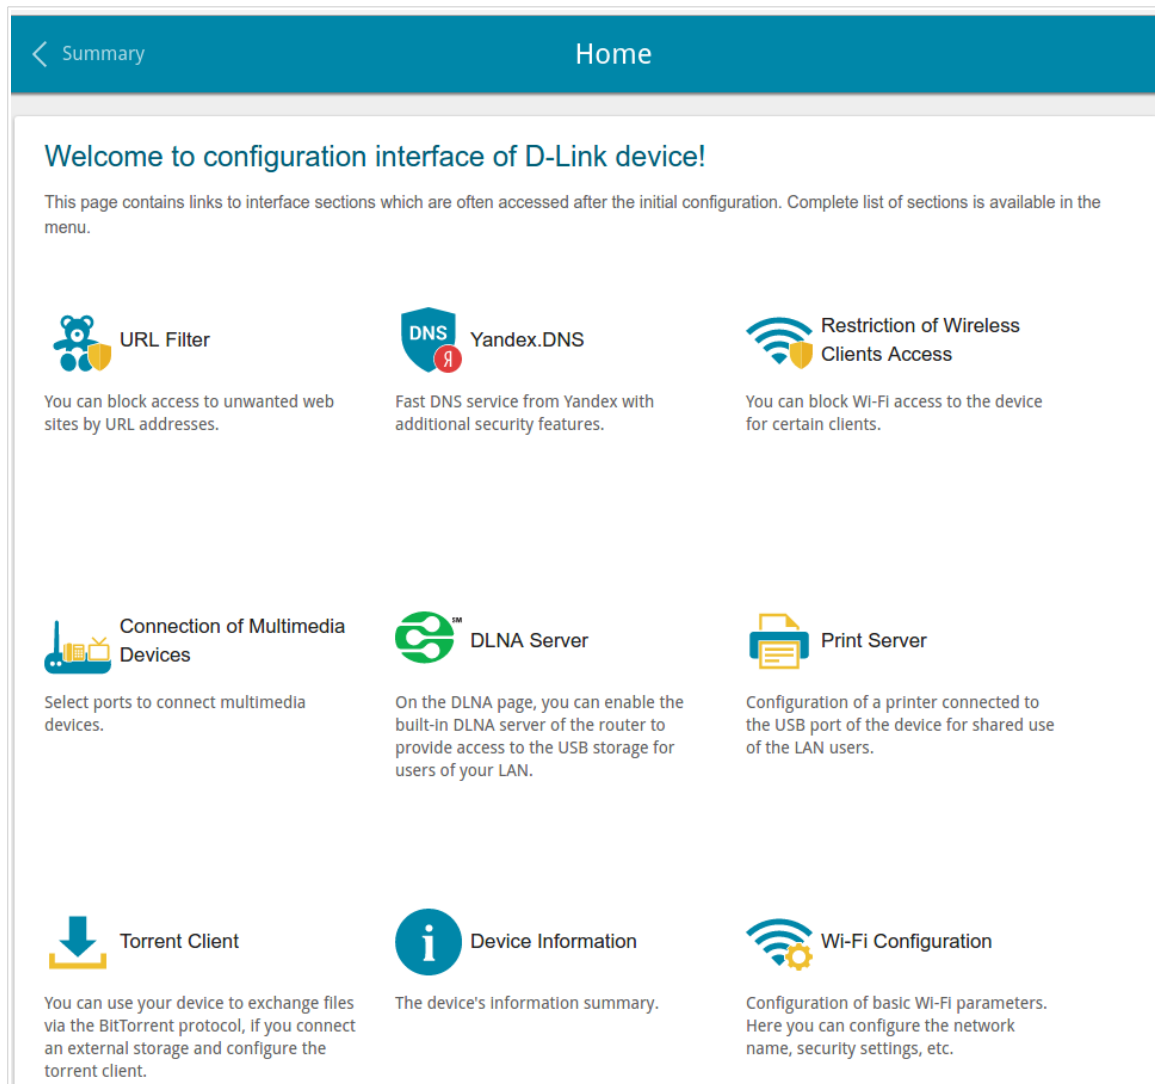 Summary
Home
Welcome to configuration interface of D-Link device!
This page contains links to interface sections which are often accessed after the initial configuration. Complete list of sections is available in the
menu.
URL Filter
You can block access to unwanted web
sites by URL addresses.
DNS
Я
Yandex.DNS
Fast DNS service from Yandex with
additional security features.
Restriction of Wireless
Clients Access
You can block Wi-Fi access to the device
for certain clients.
Connection of Multimedia
Devices
Select ports to connect multimedia
devices.
SM
DLNA Server
On the DLNA page, you can enable the
built-in DLNA server of the router to
provide access to the USB storage for
users of your LAN.
Print Server
Configuration of a printer connected to
the USB port of the device for shared use
of the LAN users.
Torrent Client
You can use your device to exchange files
via the BitTorrent protocol, if you connect
an external storage and configure the
torrent client.
i
Device Information
The device's information summary.
Wi-Fi Configuration
Configuration of basic Wi-Fi parameters.
Here you can configure the network
name, security settings, etc.